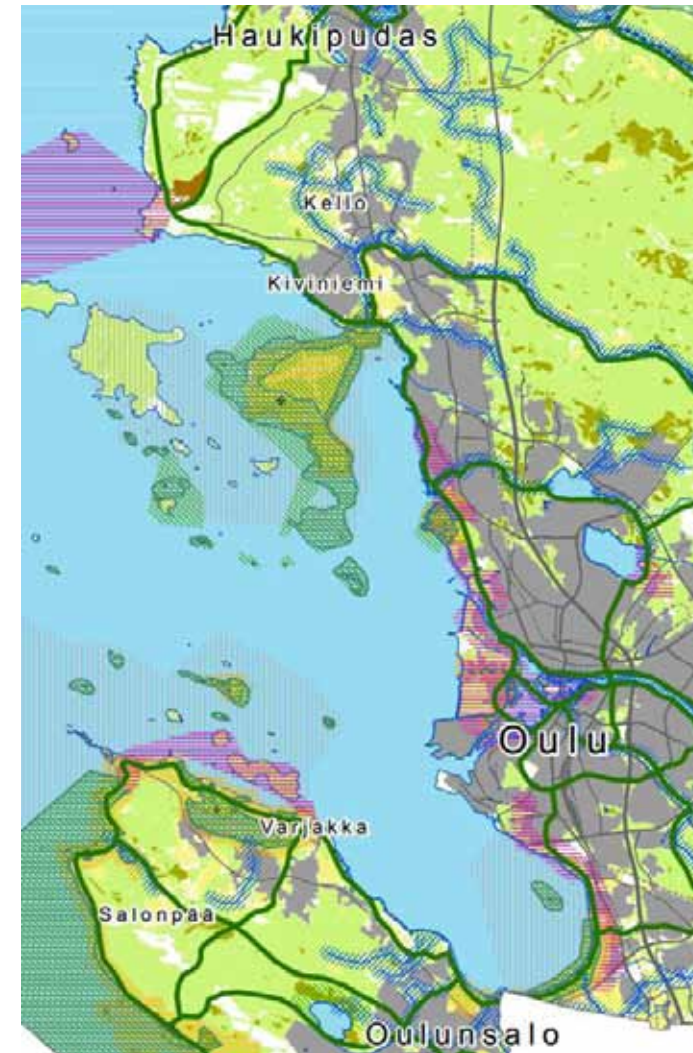 Haukipudas
Kello
Kiviniemi
Oulu
Varjakka
Salonpää
Oulunsalo